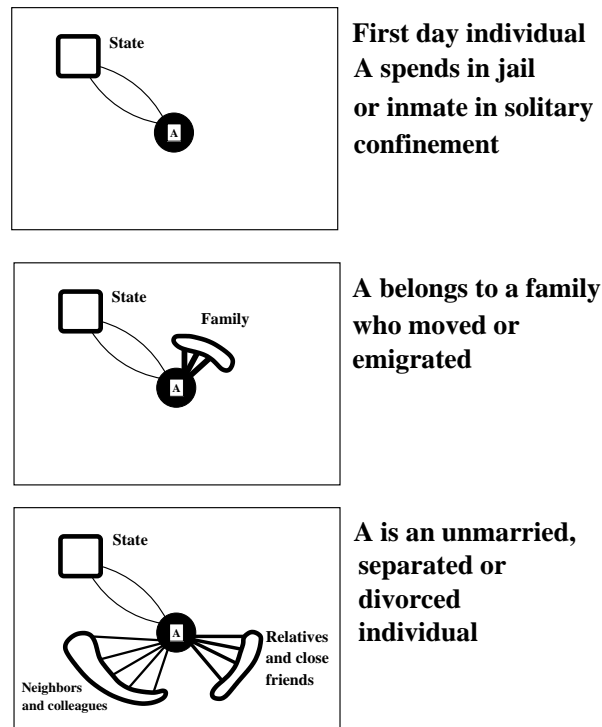 State
A
First day individual
A spends in jail
or inmate in solitary
confinement
State
Family
A
A belongs to a family
who moved or
emigrated
State
A
Neighbors
and colleagues
Relatives
and close
friends
A is an unmarried,
separated or
divorced
individual